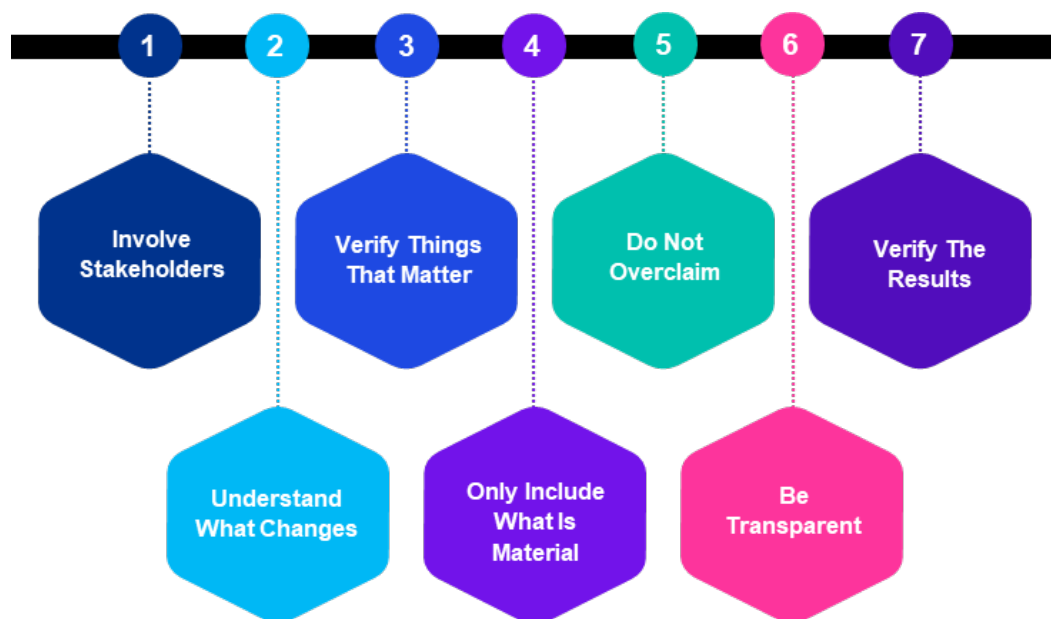 1
2
3
4
5
6
7
Involve
Stakeholders
Verify Things
That Matter
Do Not
Overclaim
Verify The
Results
Understand
What Changes
Only Include
What Is
Material
Be
Transparent